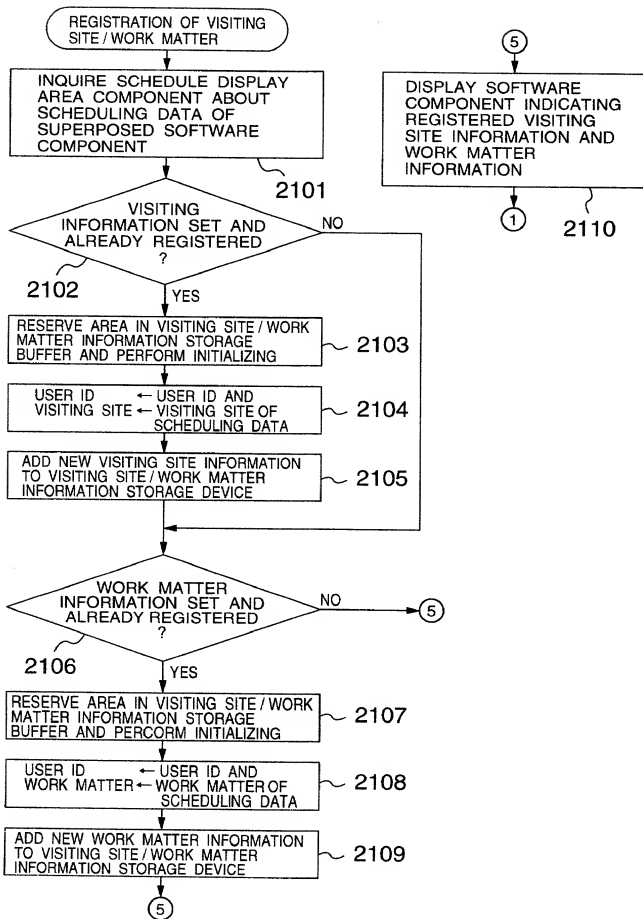 REGISTRATION OF VISITING
SITE / WORK MATTER
INQUIRE SCHEDULE DISPLAY
AREA COMPONENT ABOUT
SCHEDULING DATA OF
SUPERPOSED SOFTWARE
COMPONENT
2101
VISITING
INFORMATION SET AND
ALREADY REGISTERED
?
NO
2102
YES
RESERVE AREA IN VISITING SITE / WORK
MATTER INFORMATION STORAGE
BUFFER AND PERFORM INITIALIZING
2103
USER ID ← USER ID AND
VISITING SITE ← VISITING SITE OF
SCHEDULING DATA
2104
ADD NEW VISITING SITE INFORMATION
TO VISITING SITE / WORK MATTER
INFORMATION STORAGE DEVICE
2105
WORK MATTER
INFORMATION SET AND
ALREADY REGISTERED
?
NO
5
2106
YES
RESERVE AREA IN VISITING SITE / WORK
MATTER INFORMATION STORAGE
BUFFER AND PERCORM INITIALIZING
2107
USER ID ← USER ID AND
WORK MATTER ← WORK MATTER OF
SCHEDULING DATA
2108
ADD NEW WORK MATTER INFORMATION
TO VISITING SITE / WORK MATTER
INFORMATION STORAGE DEVICE
2109
5
5
DISPLAY SOFTWARE
COMPONENT INDICATING
REGISTERED VISITING
SITE INFORMATION AND
WORK MATTER
INFORMATION
2110
1